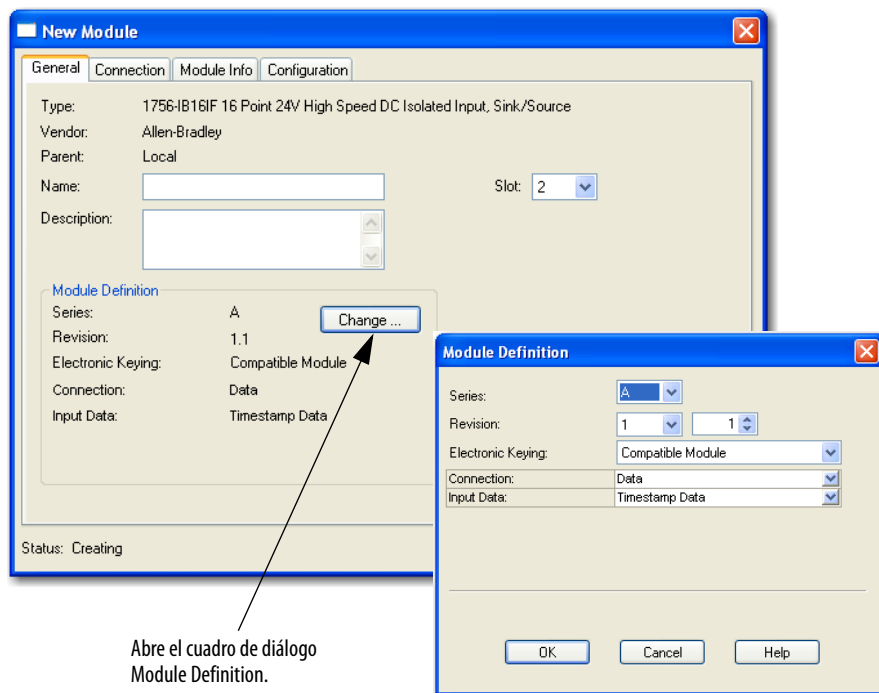 New Module
General Connection Module Info Configuration
Type: 1756-IB16IF 16 Point 24V High Speed DC Isolated Input, Sink/Source
Vendor: Allen-Bradley
Parent: Local
Name: Slot: 2
Description:
Module Definition
Series: A Change ...
Revision: 1.1
Electronic Keying: Compatible Module
Connection: Data
Input Data: Timestamp Data
Status: Creating
Module Definition
Series: A
Revision: 1 1
Electronic Keying: Compatible Module
Connection: Data
Input Data: Timestamp Data
OK Cancel Help
Abre el cuadro de diálogo
Module Definition.